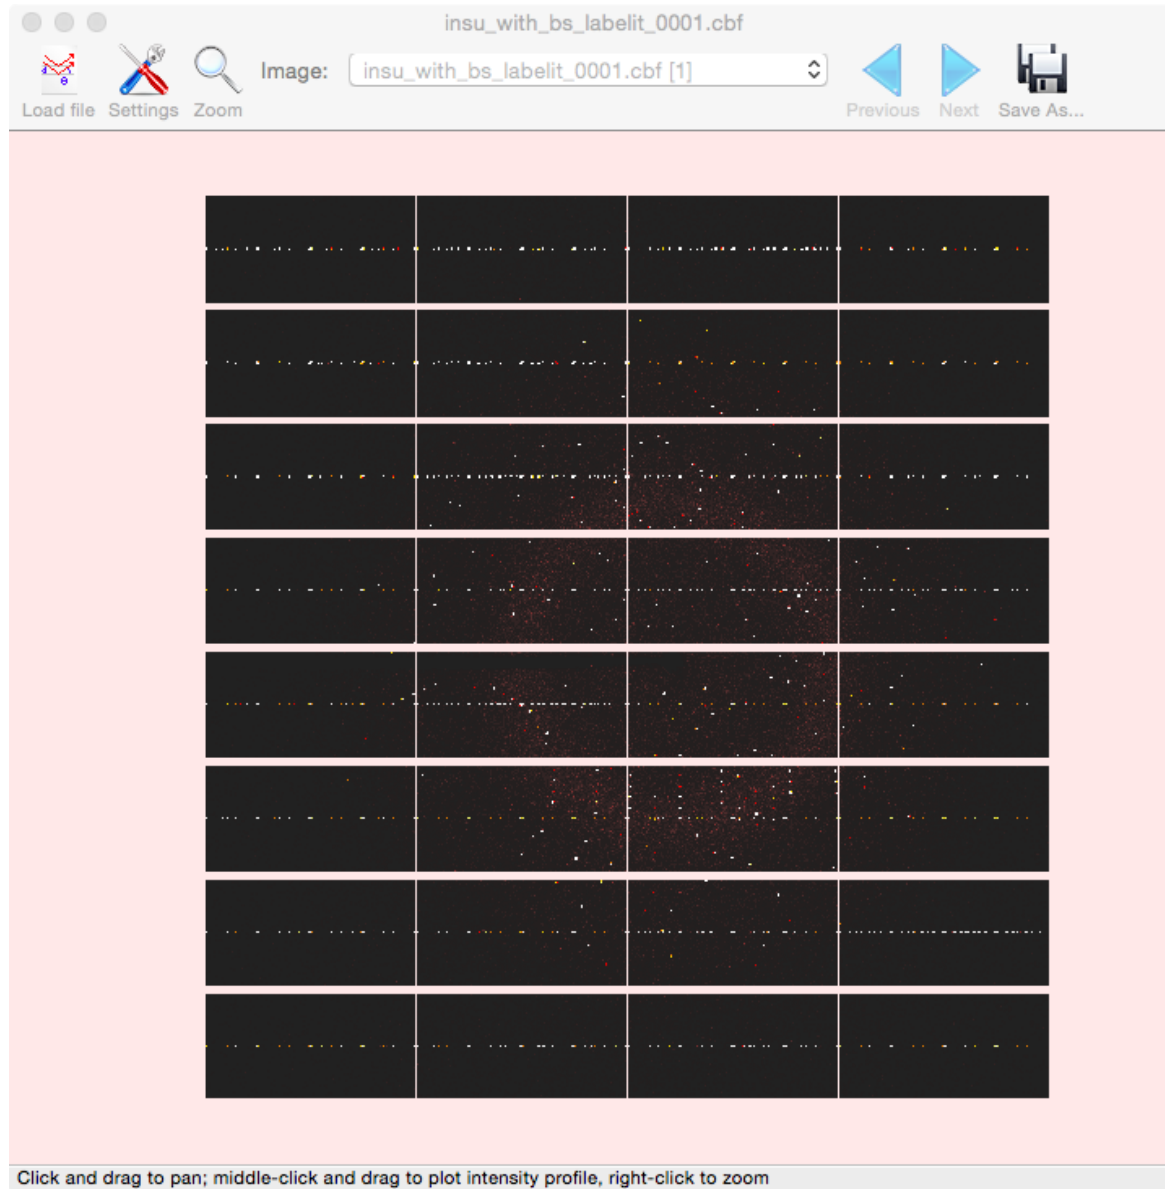 insu_with_bs_labelit_0001.cbf
Image: insu_with_bs_labelit_0001.cbf [1]
Load file Settings Zoom Previous Next Save As...
Click and drag to pan; middle-click and drag to plot intensity profile, right-click to zoom